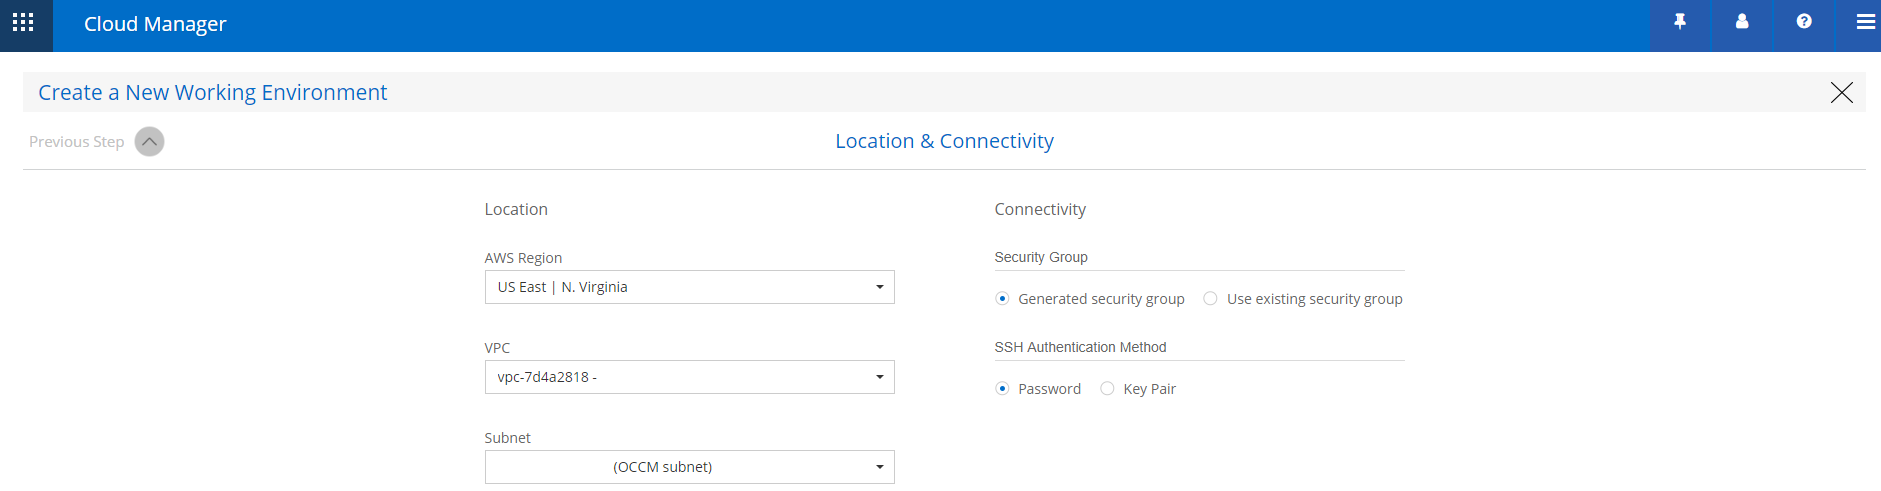 Cloud Manager
Create a New Working Environment
Previous Step
Location & Connectivity
Location
AWS Region
US East | N. Virginia
VPC
vpc-7d4a2818 -
Subnet
(OCCM subnet)
Connectivity
Security Group
Generated security group
Use existing security group
SSH Authentication Method
Password
Key Pair